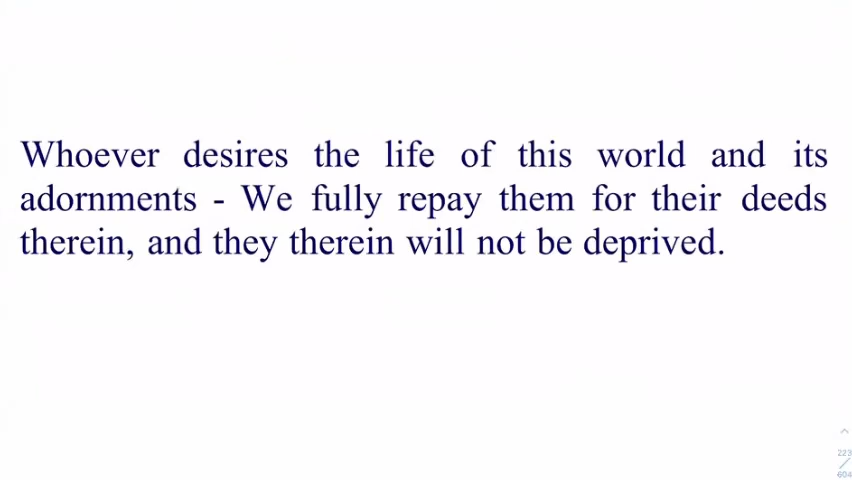 Whoever desires the life of this world and its
adornments - We fully repay them for their deeds
therein, and they therein will not be deprived.
223
/
604